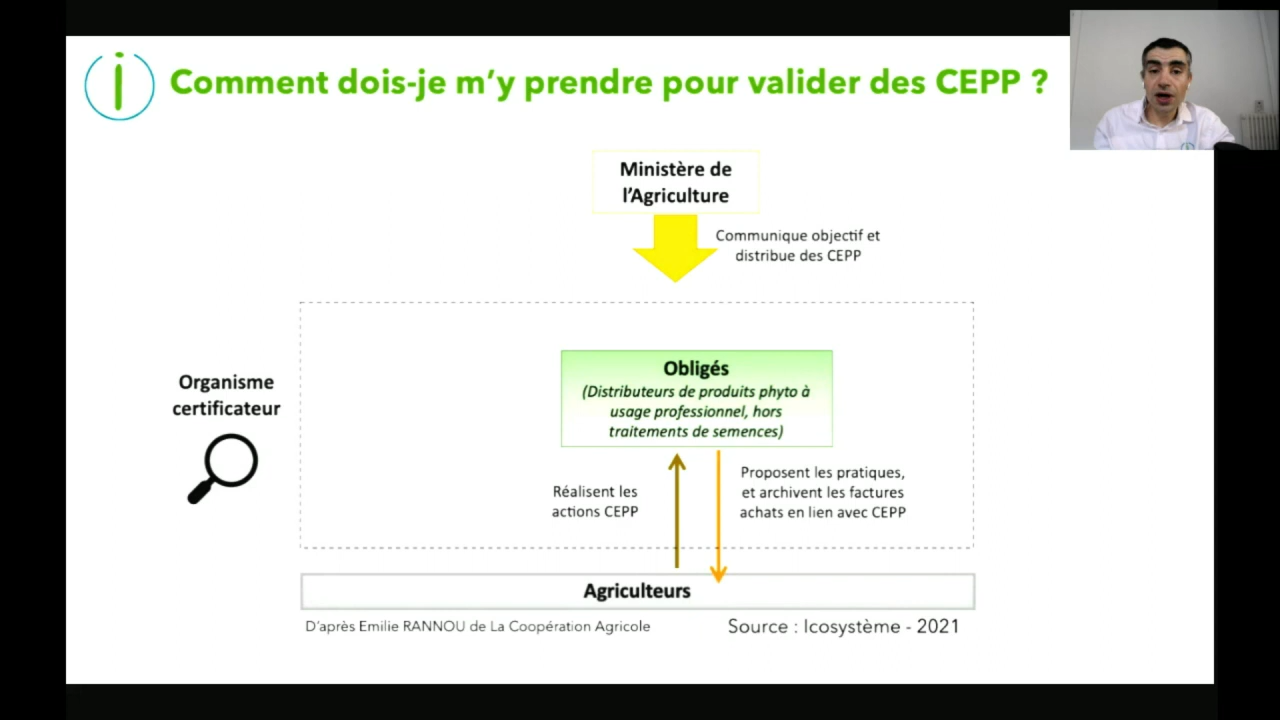 Comment dois-je m'y prendre pour valider des CEPP ?
Ministère de
l'Agriculture
Communique objectif et
distribue des CEPP
Organisme
certificateur
Obligés
(Distributeurs de produits phyto à
usage professionnel, hors
traitements de semences)
Réalisent les
actions CEPP
Proposent les pratiques,
et archivent les factures
achats en lien avec CEPP
Agriculteurs
D'après Emilie RANNOU de La Coopération Agricole
Source : Icosystème - 2021